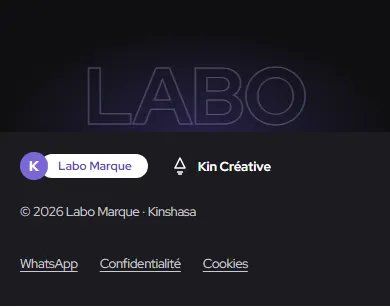 LABO
K Labo Marque Kin Créative
© 2026 Labo Marque · Kinshasa
WhatsApp Confidentialité Cookies